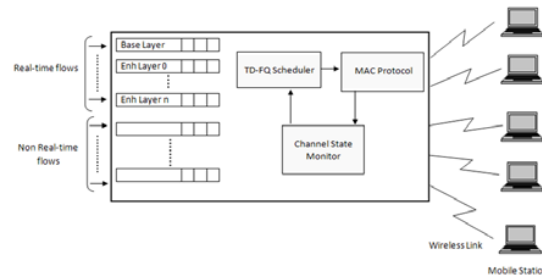 Real-time flows
Base Layer
Enh Layer 0
Enh Layer n
Non Real-time
flows
TD-FQ Scheduler
MAC Protocol
Channel State
Monitor
Wireless Link
Mobile Statio